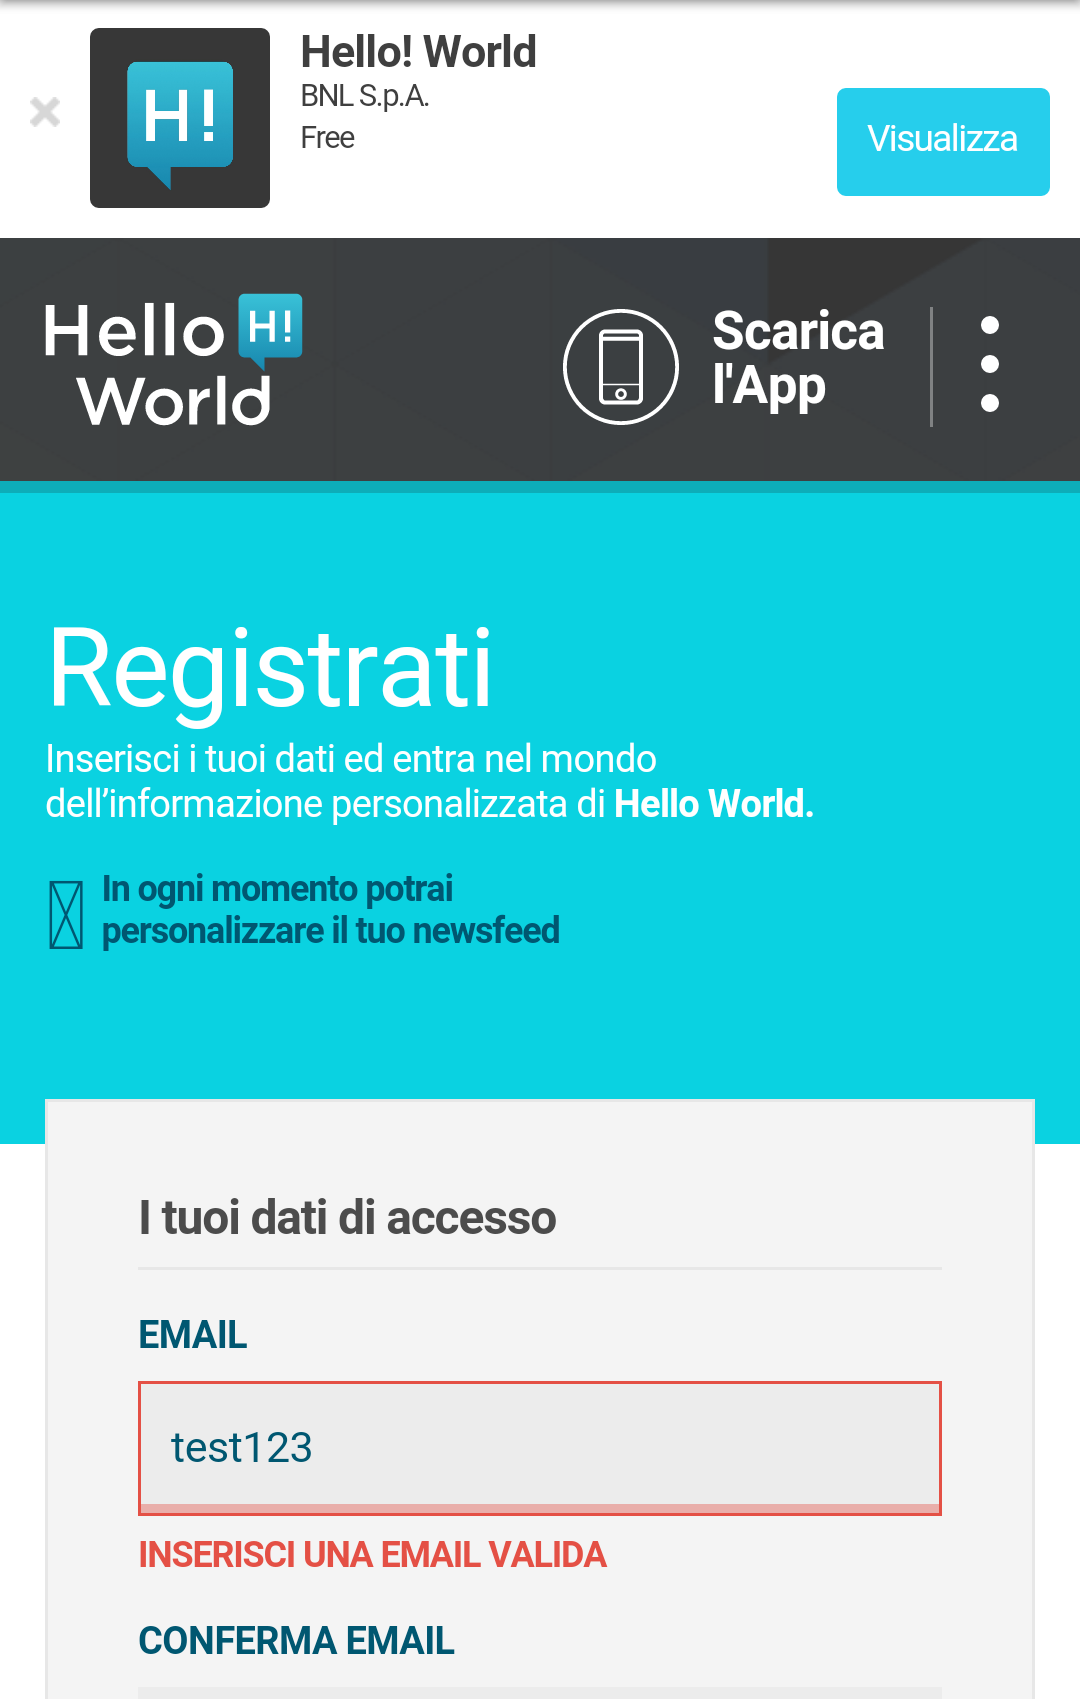 H!
Hello! World
BNL S.p.A.
Free
Visualizza
Hello H!
World
Scarica
l'App
Registrati
Inserisci i tuoi dati ed entra nel mondo
dell’informazione personalizzata di Hello World.
In ogni momento potrai
personalizzare il tuo newsfeed
I tuoi dati di accesso
EMAIL
test123
INSERISCI UNA EMAIL VALIDA
CONFERMA EMAIL